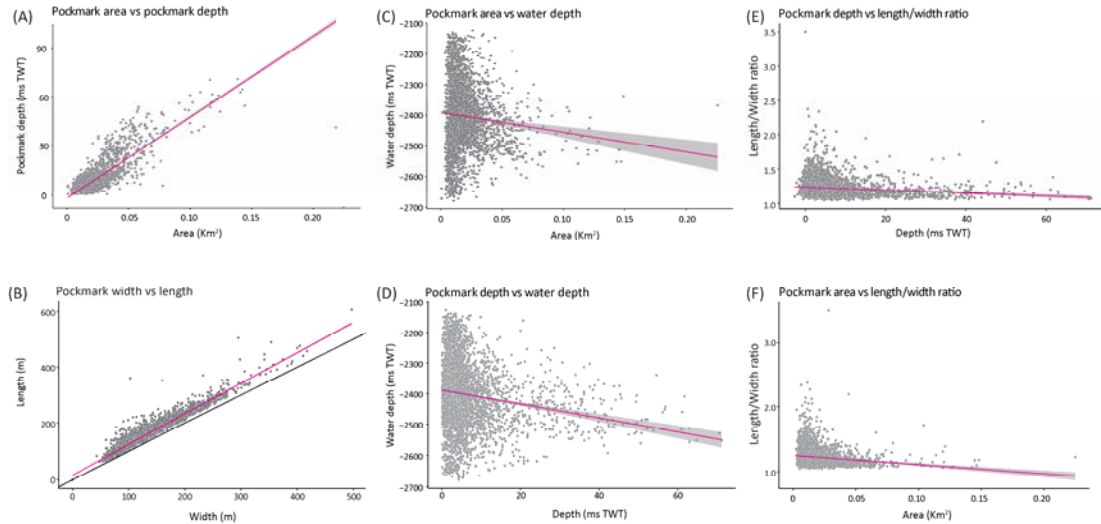 (A) Pockmark area vs pockmark depth
Pockmark depth (ms TWT)
90
60
30
0
0 0.05 0.10 0.15 0.20
Area (Km²)
(B) Pockmark width vs length
Length (m)
600
400
200
0
0 100 200 300 400 500
Width (m)
(C) Pockmark area vs water depth
Water depth (ms TWT)
-2100
-2200
-2300
-2400
-2500
-2600
-2700
0 0.05 0.10 0.15 0.20
Area (Km²)
(D) Pockmark depth vs water depth
Water depth (ms TWT)
-2100
-2200
-2300
-2400
-2500
-2600
-2700
0 20 40 60
Depth (ms TWT)
(E) Pockmark depth vs length/width ratio
Length/Width ratio
3.5
3.0
2.5
2.0
1.5
1.0
0 20 40 60
Depth (ms TWT)
(F) Pockmark area vs length/width ratio
Length/Width ratio
3.0
2.0
1.0
0 0.05 0.10 0.15 0.20
Area (Km²)